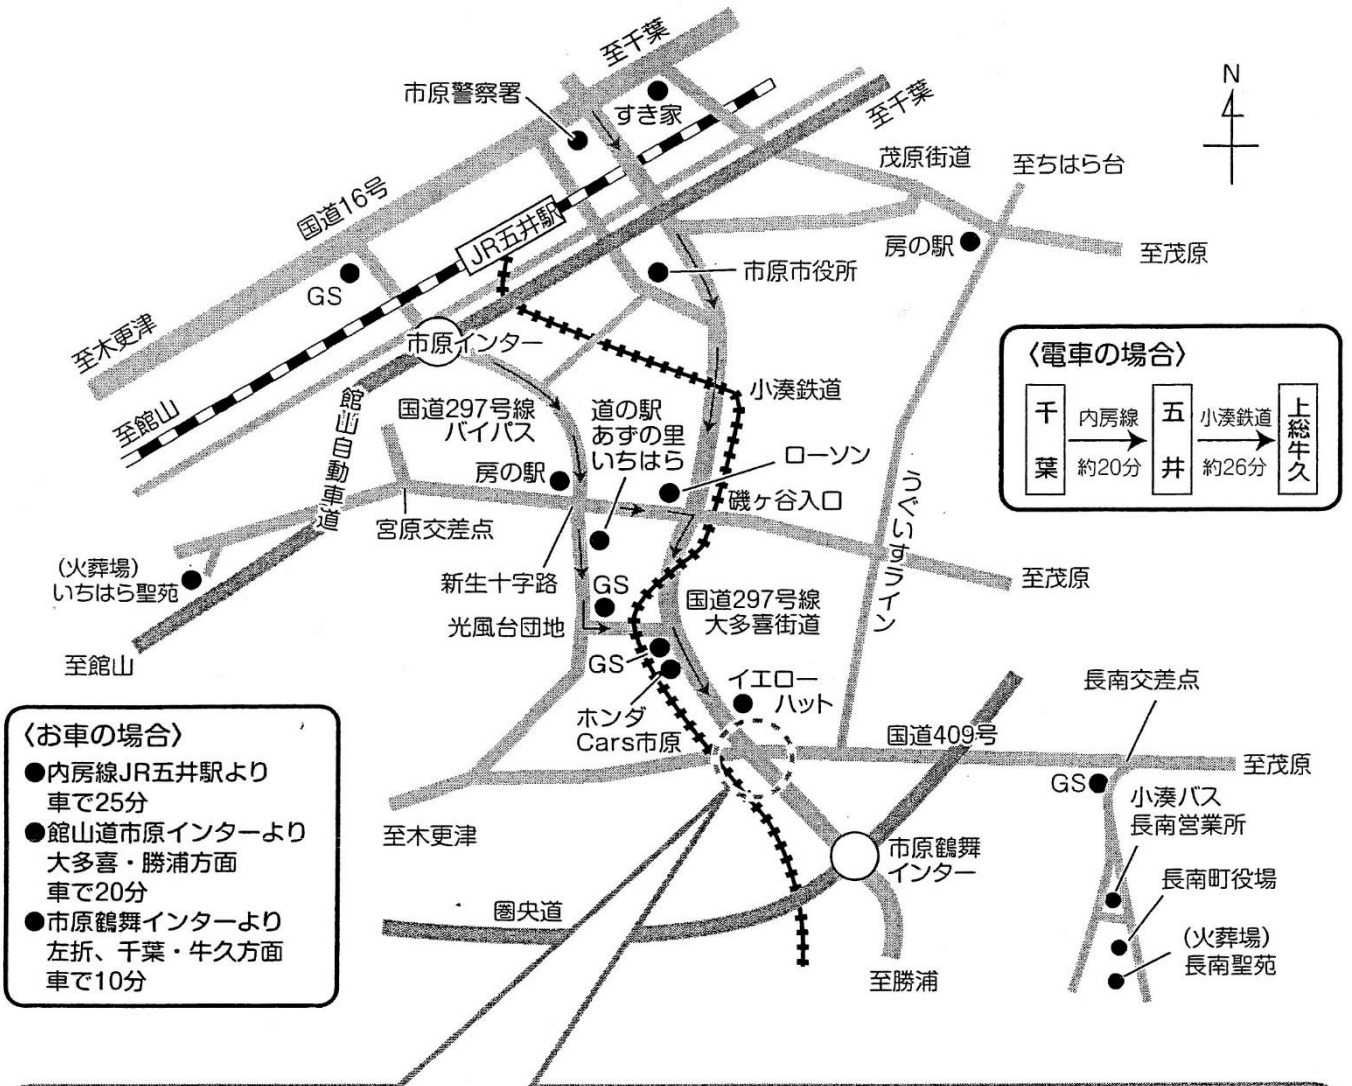 至千葉
市原警察署
すき家
至千葉
N
茂原街道
至ちはら台
国道16号
JR五井駅
房の駅
至茂原
GS
市原市役所
至木更津
市原インター
〈電車の場合〉
千葉
内房線
約20分
五井
小湊鉄道
約26分
上総牛久
小湊鉄道
至館山
館山自動車道
国道297号線
バイパス
道の駅
あずの里
いちはら
ローソン
房の駅
磯ヶ谷入口
うぐいすライン
宮原交差点
(火葬場)
いちはら聖苑
新生十字路
GS
国道297号線
大多喜街道
至茂原
光風台団地
至館山
GS
イエロー
ハット
長南交差点
ホンダ
Cars市原
国道409号
至茂原
GS
〈お車の場合〉
●内房線JR五井駅より
車で25分
●館山道市原インターより
大多喜・勝浦方面
車で20分
●市原鶴舞インターより
左折、千葉・牛久方面
車で10分
小湊バス
長南営業所
至木更津
市原鶴舞
インター
長南町役場
圏央道
(火葬場)
長南聖苑
至勝浦